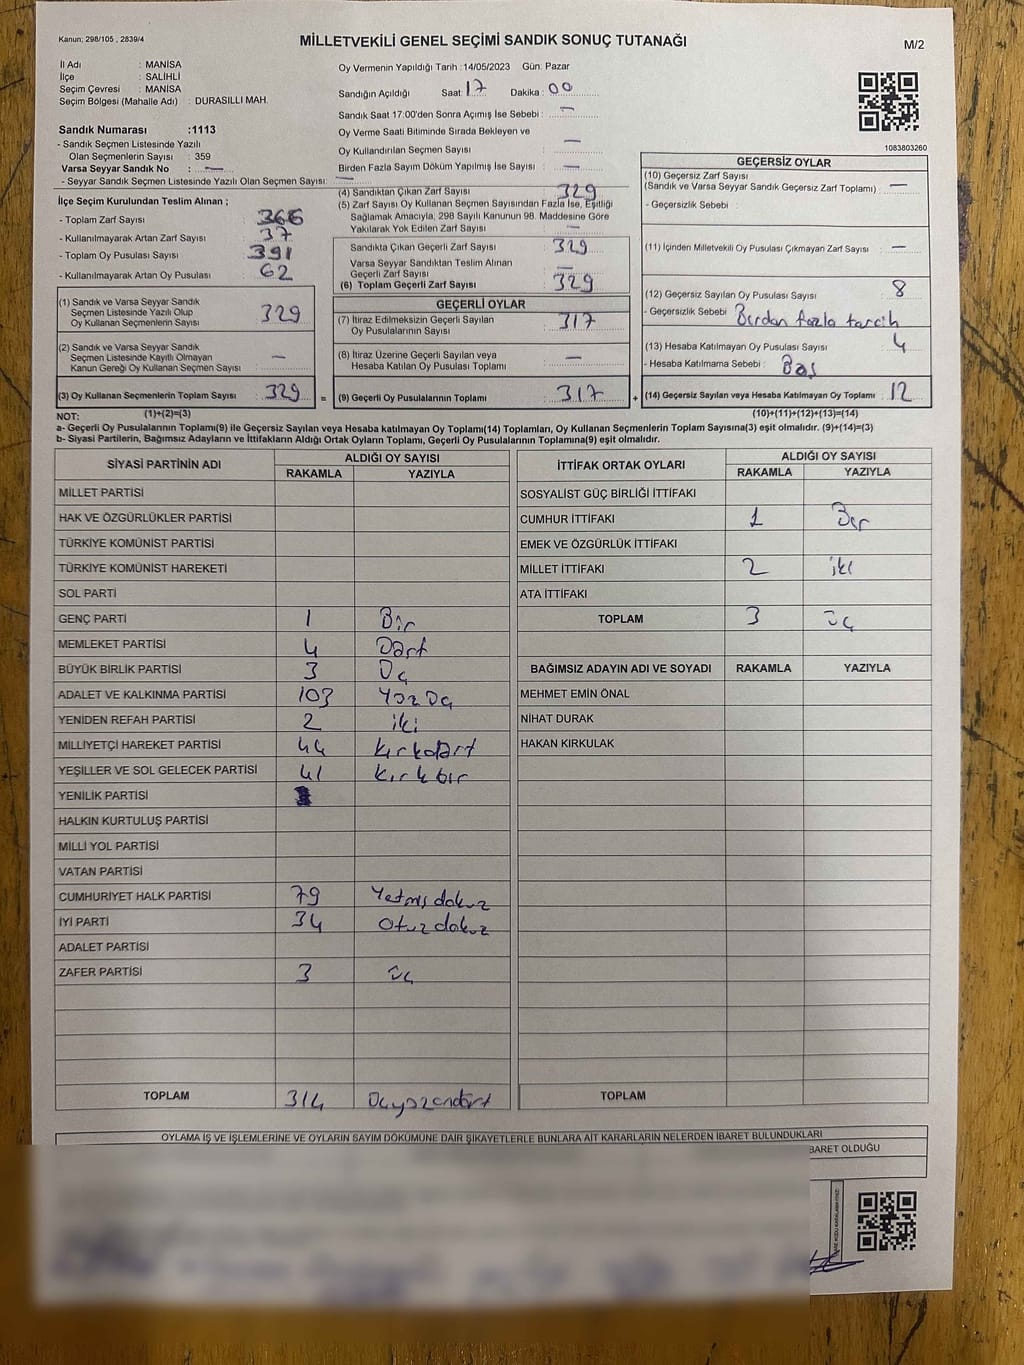 Kanun; 298/105 , 2839/4
MİLLETVEKİLİ GENEL SEÇİMİ SANDIK SONUÇ TUTANAĞI
M/2
İl Adı : MANİSA
İlçe : SALİHLİ
Seçim Çevresi : MANİSA
Seçim Bölgesi (Mahalle Adı) : DURASILLI MAH.
Sandık Numarası :1113
- Sandık Seçmen Listesinde Yazılı
Olan Seçmenlerin Sayısı : 359
Varsa Seyyar Sandık No : —
- Seyyar Sandık Seçmen Listesinde Yazılı Olan Seçmen Sayısı: —
İlçe Seçim Kurulundan Teslim Alınan ;
- Toplam Zarf Sayısı : 366
- Kullanılmayarak Artan Zarf Sayısı : 37
- Toplam Oy Pusulası Sayısı : 391
- Kullanılmayarak Artan Oy Pusulası : 62
(1) Sandık ve Varsa Seyyar Sandık
Seçmen Listesinde Yazılı Olup
Oy Kullanan Seçmenlerin Sayısı : 329
(2) Sandık ve Varsa Seyyar Sandık
Seçmen Listesinde Kayıtlı Olmayan
Kanun Gereği Oy Kullanan Seçmen Sayısı : —
(3) Oy Kullanan Seçmenlerin Toplam Sayısı : 329
Oy Vermenin Yapıldığı Tarih :14/05/2023 Gün: Pazar
Sandığın Açıldığı Saat: 17 Dakika: 00
Sandık Saat 17:00'den Sonra Açımış İse Sebebi : —
Oy Verme Saati Bitiminde Sırada Bekleyen ve
Oy Kullandırılan Seçmen Sayısı : —
Birden Fazla Sayım Döküm Yapılmış İse Sayısı : —
(4) Sandıktan Çıkan Zarf Sayısı : 329
(5) Zarf Sayısı Oy Kullanan Seçmen Sayısından Fazla İse, Eşitliği
Sağlamak Amacıyla, 298 Sayılı Kanunun 98. Maddesine Göre
Yakılarak Yok Edilen Zarf Sayısı : —
Sandıkta Çıkan Geçerli Zarf Sayısı : 329
Varsa Seyyar Sandıktan Teslim Alınan
Geçerli Zarf Sayısı : —
(6) Toplam Geçerli Zarf Sayısı : 329
GEÇERLİ OYLAR
(7) İtiraz Edilmeksizin Geçerli Sayılan
Oy Pusulalarının Sayısı : 317
(8) İtiraz Üzerine Geçerli Sayılan veya
Hesaba Katılan Oy Pusulası Toplamı : —
= (9) Geçerli Oy Pusulalarının Toplamı : 317 +
1083803260
GEÇERSİZ OYLAR
(10) Geçersiz Zarf Sayısı
(Sandık ve Varsa Seyyar Sandık Geçersiz Zarf Toplamı) : —
- Geçersizlik Sebebi :
(11) İçinden Milletvekili Oy Pusulası Çıkmayan Zarf Sayısı : —
(12) Geçersiz Sayılan Oy Pusulası Sayısı : 8
- Geçersizlik Sebebi : Birden fazla tercih
(13) Hesaba Katılmayan Oy Pusulası Sayısı : 4
- Hesaba Katılmama Sebebi : Boş
(14) Geçersiz Sayılan veya Hesaba Katılmayan Oy Toplamı : 12
NOT: (1)+(2)=(3) (10)+(11)+(12)+(13)=(14)
a- Geçerli Oy Pusulalarının Toplamı(9) ile Geçersiz Sayılan veya Hesaba katılmayan Oy Toplamı(14) Toplamları, Oy Kullanan Seçmenlerin Toplam Sayısına(3) eşit olmalıdır. (9)+(14)=(3)
b- Siyasi Partilerin, Bağımsız Adayların ve İttifakların Aldığı Ortak Oyların Toplamı, Geçerli Oy Pusulalarının Toplamına(9) eşit olmalıdır.
SİYASİ PARTİNİN ADI ALDIĞI OY SAYISI
RAKAMLA YAZIYLA
MİLLET PARTİSİ
HAK VE ÖZGÜRLÜKLER PARTİSİ
TÜRKİYE KOMÜNİST PARTİSİ
TÜRKİYE KOMÜNİST HAREKETİ
SOL PARTİ
GENÇ PARTİ 1 Bir
MEMLEKET PARTİSİ 4 Dört
BÜYÜK BİRLİK PARTİSİ 3 Üç
ADALET VE KALKINMA PARTİSİ 103 Yüz Üç
YENİDEN REFAH PARTİSİ 2 iki
MİLLİYETÇİ HAREKET PARTİSİ 44 kırkdört
YEŞİLLER VE SOL GELECEK PARTİSİ 41 kırkbir
YENİLİK PARTİSİ
HALKIN KURTULUŞ PARTİSİ
MİLLİ YOL PARTİSİ
VATAN PARTİSİ
CUMHURİYET HALK PARTİSİ 79 Yetmiş dokuz
İYİ PARTİ 34 Otuz dokuz
ADALET PARTİSİ
ZAFER PARTİSİ 3 üç
TOPLAM 314 Üçyüzondört
İTTİFAK ORTAK OYLARI ALDIĞI OY SAYISI
RAKAMLA YAZIYLA
SOSYALİST GÜÇ BİRLİĞİ İTTİFAKI
CUMHUR İTTİFAKI 1 Bir
EMEK VE ÖZGÜRLÜK İTTİFAKI
MİLLET İTTİFAKI 2 iki
ATA İTTİFAKI
TOPLAM 3 üç
BAĞIMSIZ ADAYIN ADI VE SOYADI RAKAMLA YAZIYLA
MEHMET EMİN ÖNAL
NİHAT DURAK
HAKAN KIRKULAK
TOPLAM
OYLAMA İŞ VE İŞLEMLERİNE VE OYLARIN SAYIM DÖKÜMÜNE DAİR ŞİKAYETLERLE BUNLARA AİT KARARLARIN NELERDEN İBARET BULUNDUKLARI
BARET OLDUĞU